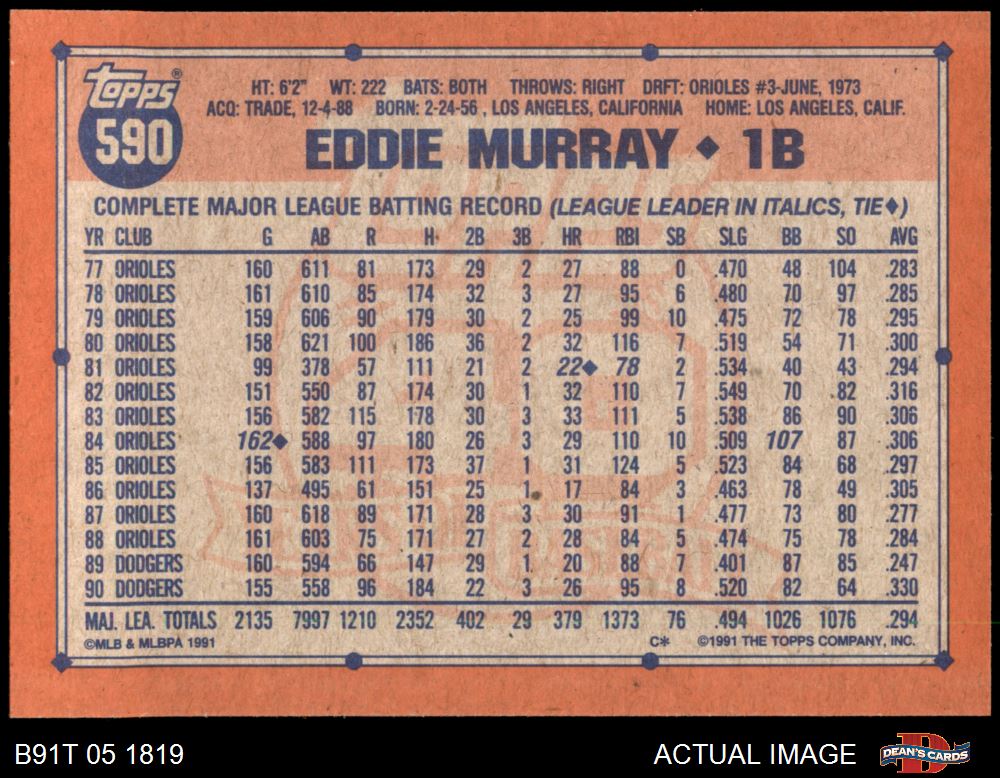 Topps®
590
HT: 6'2" WT: 222 BATS: BOTH THROWS: RIGHT DRFT: ORIOLES #3-JUNE, 1973
ACQ: TRADE, 12-4-88 BORN: 2-24-56 , LOS ANGELES, CALIFORNIA HOME: LOS ANGELES, CALIF.
EDDIE MURRAY ◆ 1B
COMPLETE MAJOR LEAGUE BATTING RECORD (LEAGUE LEADER IN ITALICS, TIE◆)
YR CLUB G AB R H 2B 3B HR RBI SB SLG BB SO AVG
77 ORIOLES 160 611 81 173 29 2 27 88 0 .470 48 104 .283
78 ORIOLES 161 610 85 174 32 3 27 95 6 .480 70 97 .285
79 ORIOLES 159 606 90 179 30 2 25 99 10 .475 72 78 .295
80 ORIOLES 158 621 100 186 36 2 32 116 7 .519 54 71 .300
81 ORIOLES 99 378 57 111 21 2 22◆ 78 2 .534 40 43 .294
82 ORIOLES 151 550 87 174 30 1 32 110 7 .549 70 82 .316
83 ORIOLES 156 582 115 178 30 3 33 111 5 .538 86 90 .306
84 ORIOLES 162◆ 588 97 180 26 3 29 110 10 .509 107 87 .306
85 ORIOLES 156 583 111 173 37 1 31 124 5 .523 84 68 .297
86 ORIOLES 137 495 61 151 25 1 17 84 3 .463 78 49 .305
87 ORIOLES 160 618 89 171 28 3 30 91 1 .477 73 80 .277
88 ORIOLES 161 603 75 171 27 2 28 84 5 .474 75 78 .284
89 DODGERS 160 594 66 147 29 1 20 88 7 .401 87 85 .247
90 DODGERS 155 558 96 184 22 3 26 95 8 .520 82 64 .330
MAJ. LEA. TOTALS 2135 7997 1210 2352 402 29 379 1373 76 .494 1026 1076 .294
©MLB & MLBPA 1991 C* ©1991 THE TOPPS COMPANY, INC.
B91T 05 1819 ACTUAL IMAGE DEAN'S CARDS